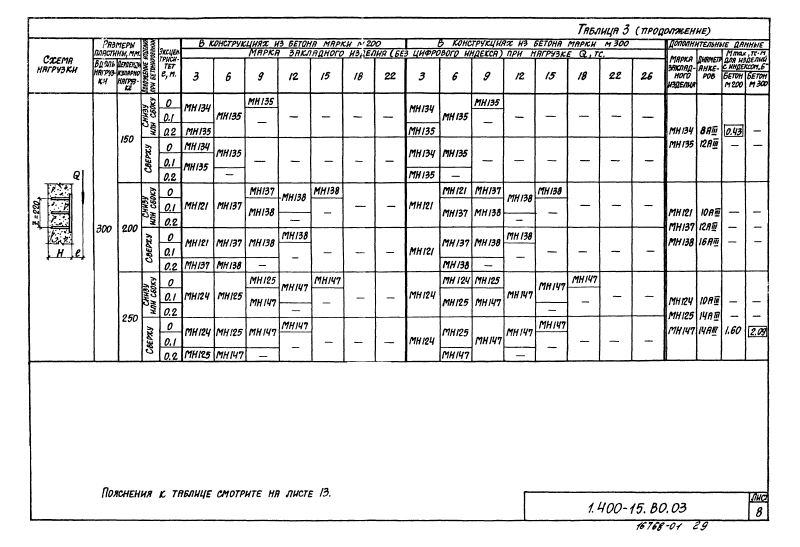 Таблица 3 (продолжение)
Схема нагрузки
Размеры пластины, мм.
Вдоль нагрузки
Перпендикулярно нагрузке
Положение изделия при бетонировании
Эксцентриситет e, м.
В конструкциях из бетона марки М 200
В конструкциях из бетона марки М 300
Дополнительные данные
Марка закладного изделия (без цифрового индекса) при нагрузке Q, тс.
3 6 9 12 15 18 22 3 6 9 12 15 18 22 26
Марка закладного изделия
Диаметр анкеров
М max, тс·м для изделий с индексом „Б"
Бетон М 200
Бетон М 300
Q
z=220
H e
300
150
Снизу или сбоку
0 МН134 МН135 МН135 — — — — МН134 МН135 МН135 — — — — —
0.1 — —
0.2 МН135 МН135
Сверху
0 МН134 МН135 — — — — — МН134 МН135 — — — — — —
0.1 МН135
0.2 — МН135 —
МН134 8АIII 0.43 —
МН135 12АIII — —
200
Снизу или сбоку
0 МН121 МН137 МН137 МН138 МН138 — — МН121 МН121 МН137 МН138 МН138 — — —
0.1 МН138 — МН137 МН138 —
0.2 — —
Сверху
0 МН121 МН137 МН138 МН138 — — — МН121 МН137 МН138 МН138 — — — —
0.1 — —
0.2 МН137 МН138 — МН138 —
МН121 10АIII — —
МН137 12АIII — —
МН138 16АIII — —
250
Снизу или сбоку
0 МН124 МН125 МН125 МН147 МН147 — — МН124 МН124 МН125 МН147 МН147 МН147 — —
0.1 МН147 — МН125 МН147 —
0.2 — —
Сверху
0 МН124 МН125 МН147 МН147 — — — МН124 МН125 МН147 МН147 МН147 — — —
0.1 — —
0.2 МН125 МН147 — МН147
МН124 10АIII — —
МН125 14АIII — —
МН147 14АIII 1.60 2.09
Пояснения к таблице смотрите на листе 13.
1.400-15.В0.03
Лист
8
16768-01 29